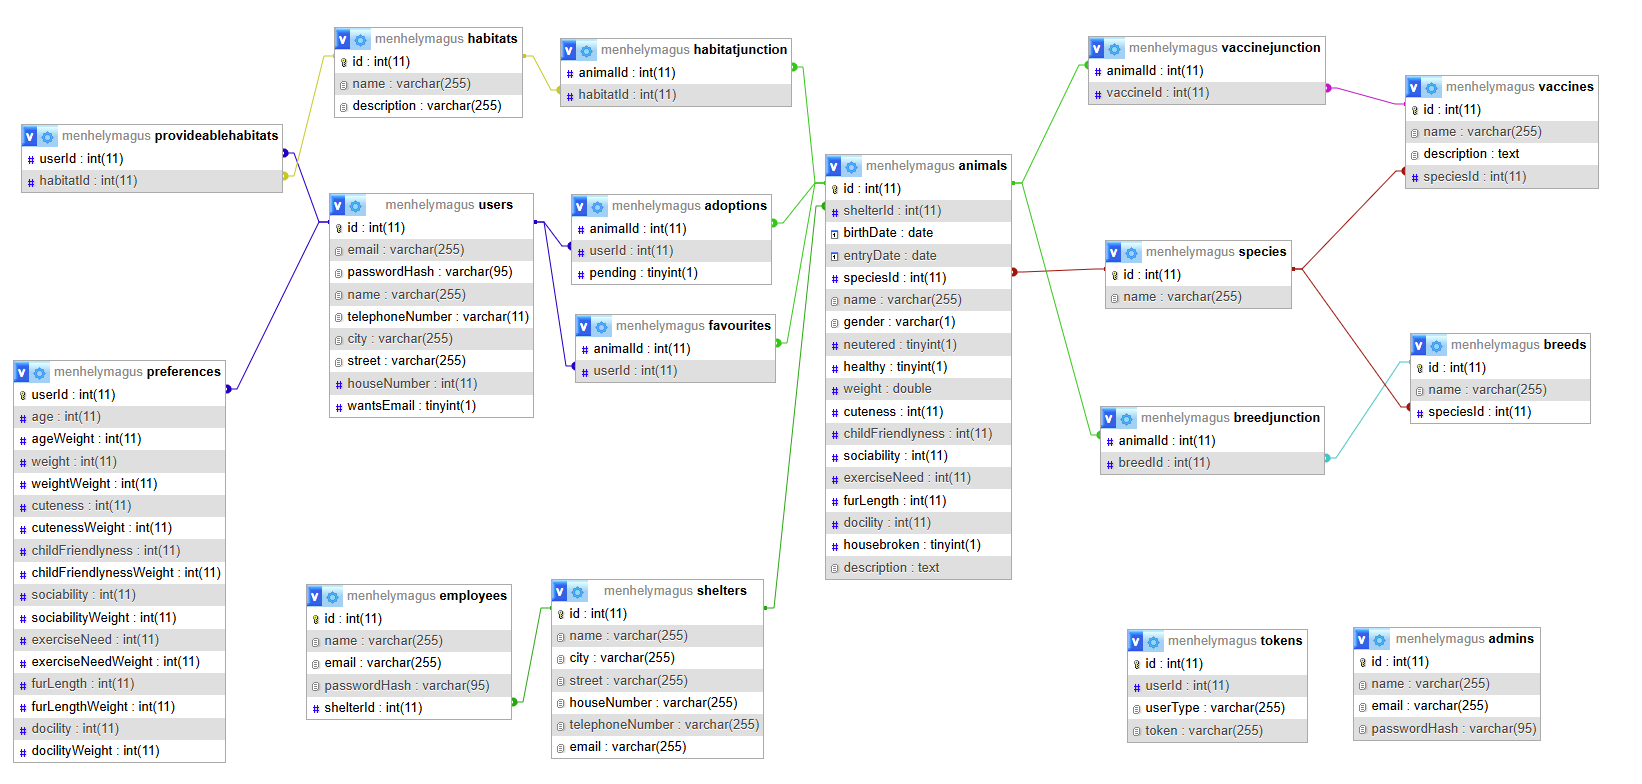 menhelymagus habitats
id : int(11)
name : varchar(255)
description : varchar(255)
menhelymagus habitatjunction
animalId : int(11)
habitatId : int(11)
menhelymagus vaccinejunction
animalId : int(11)
vaccineId : int(11)
menhelymagus vaccines
id : int(11)
name : varchar(255)
description : text
speciesId : int(11)
menhelymagus provideablehabitats
userId : int(11)
habitatId : int(11)
menhelymagus users
id : int(11)
email : varchar(255)
passwordHash : varchar(95)
name : varchar(255)
telephoneNumber : varchar(11)
city : varchar(255)
street : varchar(255)
houseNumber : int(11)
wantsEmail : tinyint(1)
menhelymagus adoptions
animalId : int(11)
userId : int(11)
pending : tinyint(1)
menhelymagus favourites
animalId : int(11)
userId : int(11)
menhelymagus animals
id : int(11)
shelterId : int(11)
birthDate : date
entryDate : date
speciesId : int(11)
name : varchar(255)
gender : varchar(1)
neutered : tinyint(1)
healthy : tinyint(1)
weight : double
cuteness : int(11)
childFriendlyness : int(11)
sociability : int(11)
exerciseNeed : int(11)
furLength : int(11)
docility : int(11)
housebroken : tinyint(1)
description : text
menhelymagus species
id : int(11)
name : varchar(255)
menhelymagus breeds
id : int(11)
name : varchar(255)
speciesId : int(11)
menhelymagus breedjunction
animalId : int(11)
breedId : int(11)
menhelymagus preferences
userId : int(11)
age : int(11)
ageWeight : int(11)
weight : int(11)
weightWeight : int(11)
cuteness : int(11)
cutenessWeight : int(11)
childFriendlyness : int(11)
childFriendlynessWeight : int(11)
sociability : int(11)
sociabilityWeight : int(11)
exerciseNeed : int(11)
exerciseNeedWeight : int(11)
furLength : int(11)
furLengthWeight : int(11)
docility : int(11)
docilityWeight : int(11)
menhelymagus employees
id : int(11)
name : varchar(255)
email : varchar(255)
passwordHash : varchar(95)
shelterId : int(11)
menhelymagus shelters
id : int(11)
name : varchar(255)
city : varchar(255)
street : varchar(255)
houseNumber : varchar(255)
telephoneNumber : varchar(255)
email : varchar(255)
menhelymagus tokens
id : int(11)
userId : int(11)
userType : varchar(255)
token : varchar(255)
menhelymagus admins
id : int(11)
name : varchar(255)
email : varchar(255)
passwordHash : varchar(95)